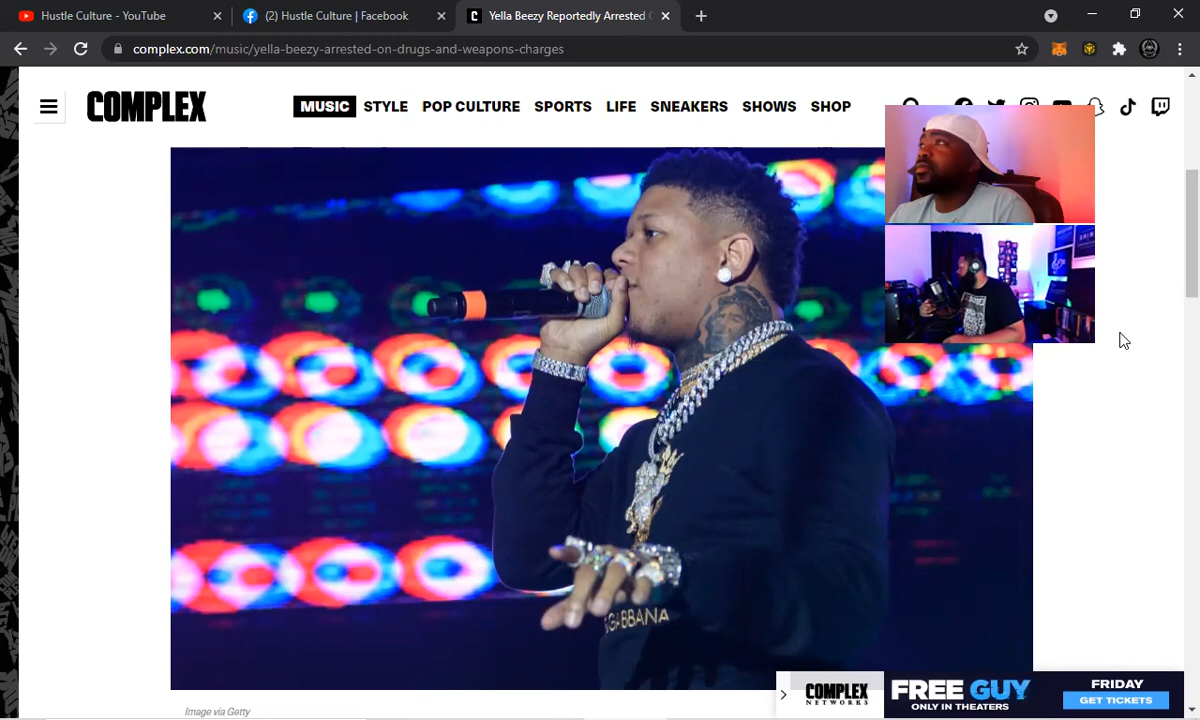 Hustle Culture - YouTube
(2) Hustle Culture | Facebook
Yella Beezy Reportedly Arrested
complex.com/music/yella-beezy-arrested-on-drugs-and-weapons-charges
COMPLEX
MUSIC STYLE POP CULTURE SPORTS LIFE SNEAKERS SHOWS SHOP
GABBANA
Image via Getty
COMPLEX
NETWORKS
FREE GUY
ONLY IN THEATERS
FRIDAY
GET TICKETS